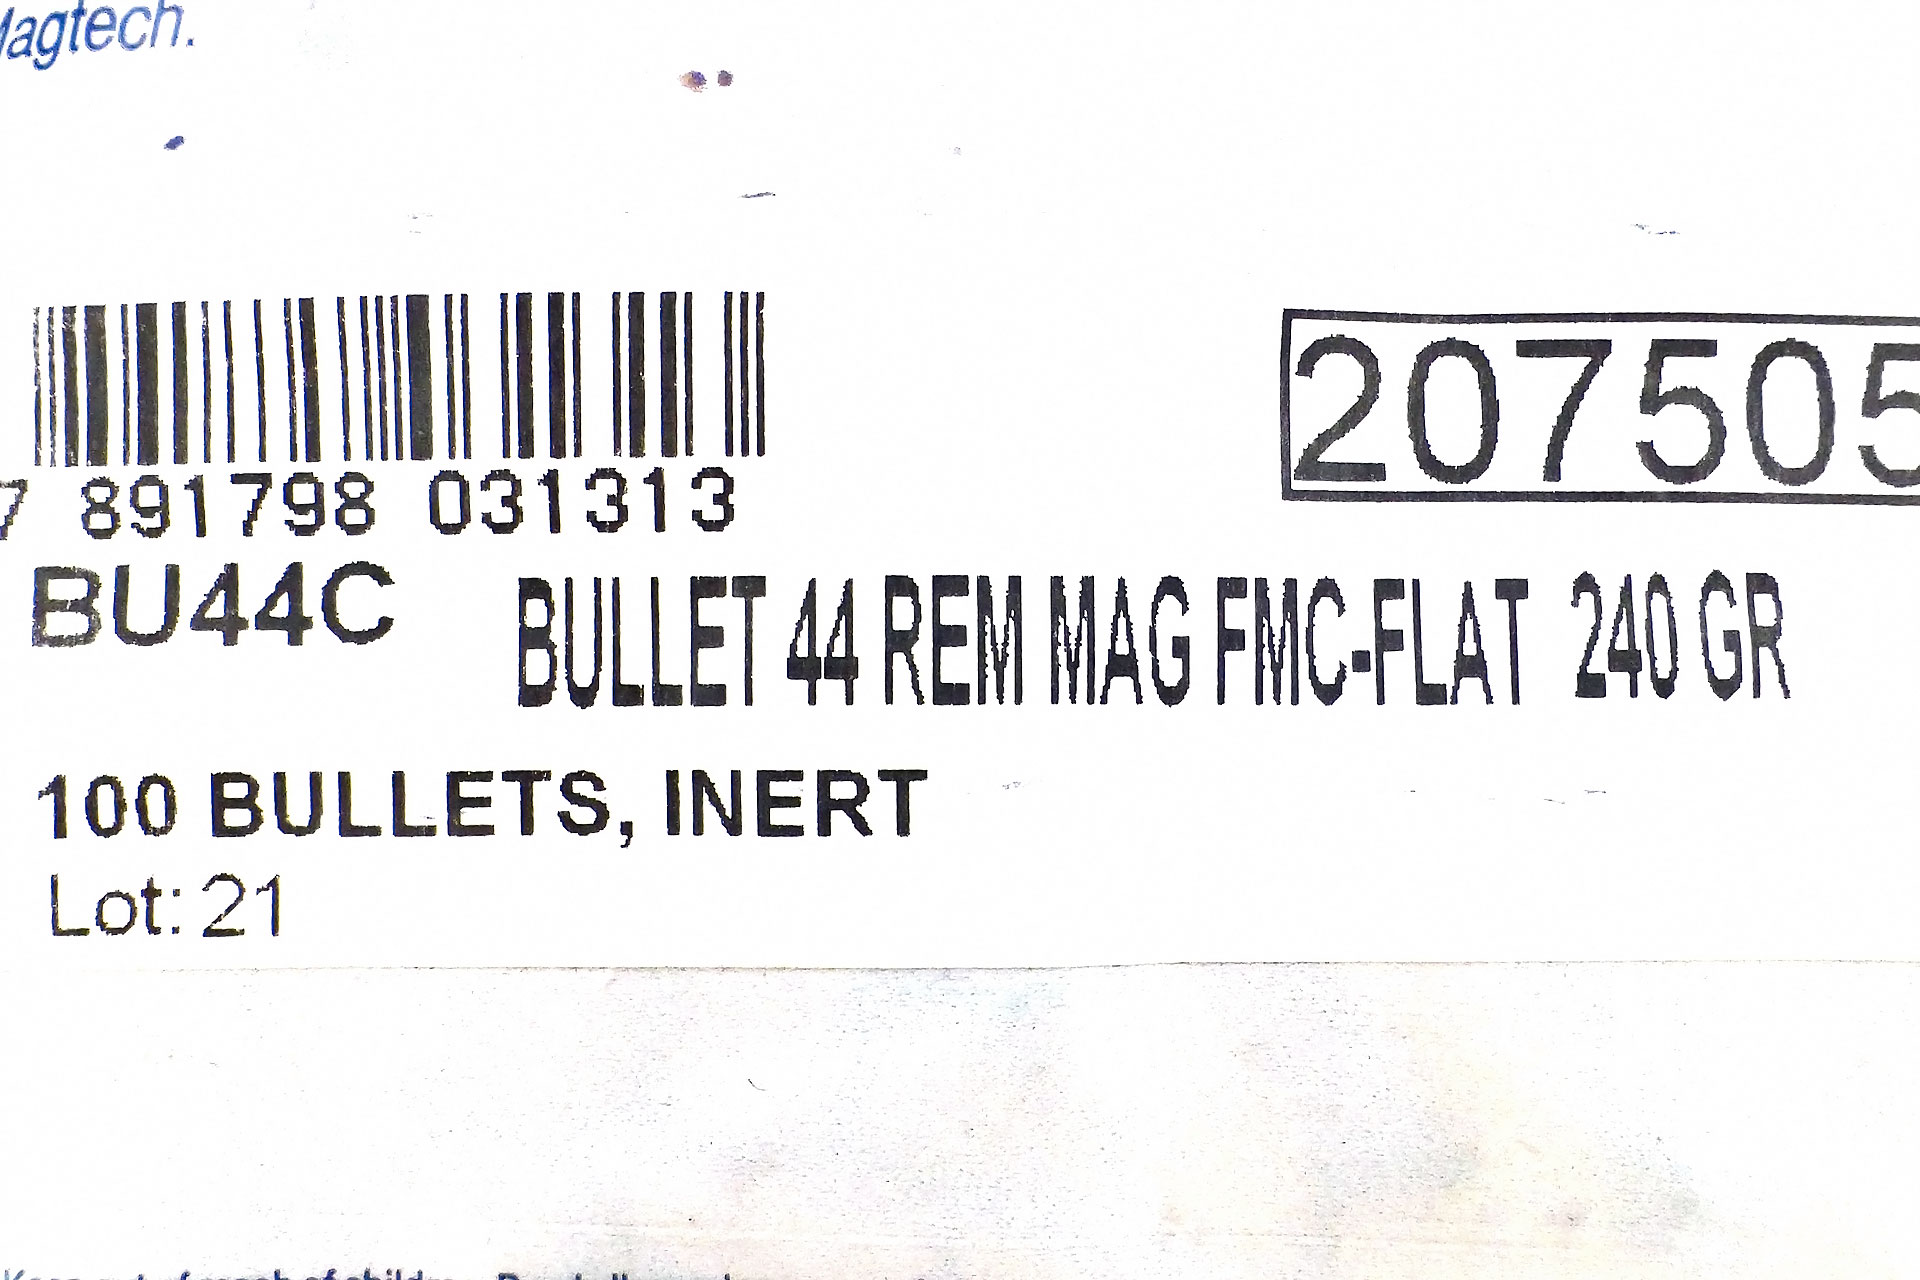 Magtech.
207505
7 891798 031313
BU44C BULLET 44 REM MAG FMC-FLAT 240 GR
100 BULLETS, INERT
Lot: 21